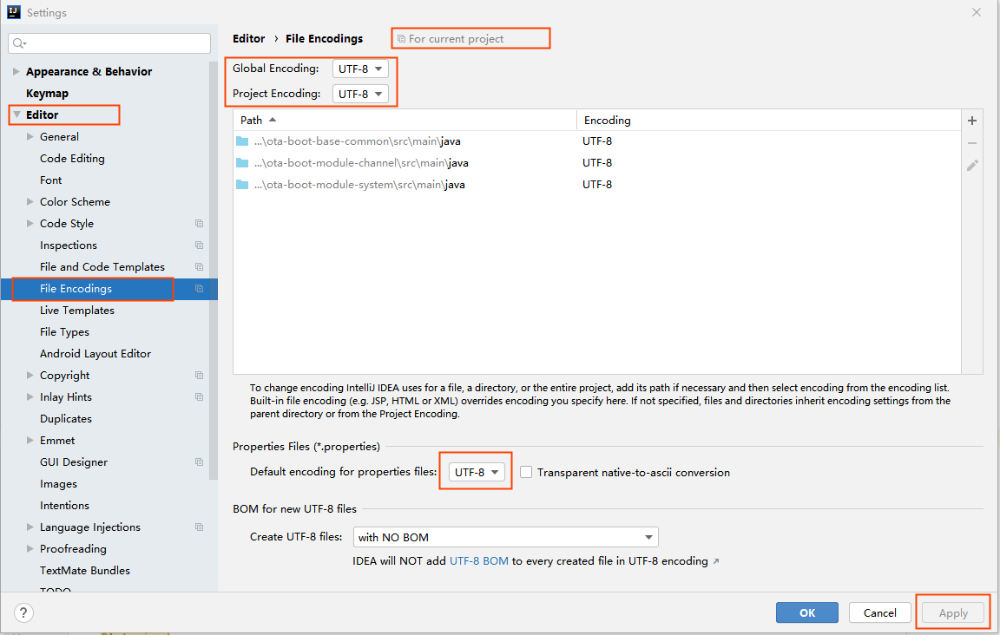 Settings
Appearance & Behavior
Keymap
Editor
General
Code Editing
Font
Color Scheme
Code Style
Inspections
File and Code Templates
File Encodings
Live Templates
File Types
Android Layout Editor
Copyright
Inlay Hints
Duplicates
Emmet
GUI Designer
Images
Intentions
Language Injections
Proofreading
TextMate Bundles
TODO
Editor › File Encodings For current project
Global Encoding: UTF-8
Project Encoding: UTF-8
Path Encoding
...\ota-boot-base-common\src\main\java UTF-8
...\ota-boot-module-channel\src\main\java UTF-8
...\ota-boot-module-system\src\main\java UTF-8
To change encoding IntelliJ IDEA uses for a file, a directory, or the entire project, add its path if necessary and then select encoding from the encoding list.
Built-in file encoding (e.g. JSP, HTML or XML) overrides encoding you specify here. If not specified, files and directories inherit encoding settings from the
parent directory or from the Project Encoding.
Properties Files (*.properties)
Default encoding for properties files: UTF-8 Transparent native-to-ascii conversion
BOM for new UTF-8 files
Create UTF-8 files: with NO BOM
IDEA will NOT add UTF-8 BOM to every created file in UTF-8 encoding ↗
? OK Cancel Apply